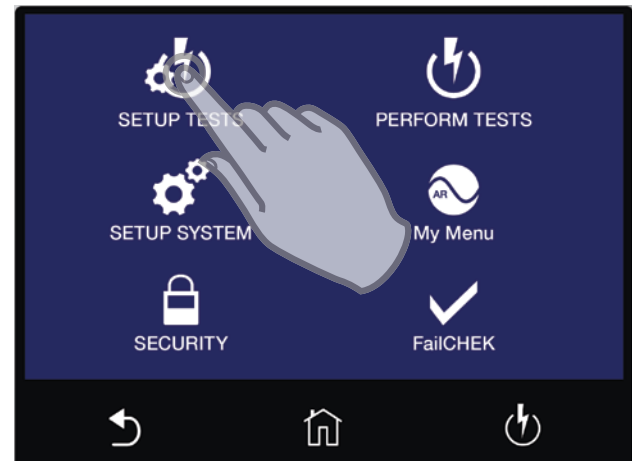 SETUP TESTS
PERFORM TESTS
SETUP SYSTEM
AR
My Menu
SECURITY
FailCHEK